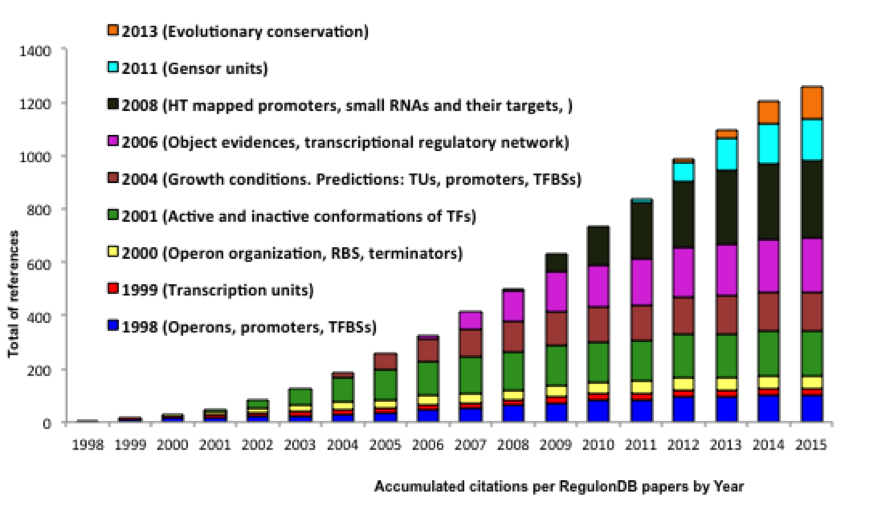 2013 (Evolutionary conservation)
2011 (Gensor units)
2008 (HT mapped promoters, small RNAs and their targets, )
2006 (Object evidences, transcriptional regulatory network)
2004 (Growth conditions. Predictions: TUs, promoters, TFBSs)
2001 (Active and inactive conformations of TFs)
2000 (Operon organization, RBS, terminators)
1999 (Transcription units)
1998 (Operons, promoters, TFBSs)
Total of references
1400
1200
1000
800
600
400
200
0
1998 1999 2000 2001 2002 2003 2004 2005 2006 2007 2008 2009 2010 2011 2012 2013 2014 2015
Accumulated citations per RegulonDB papers by Year